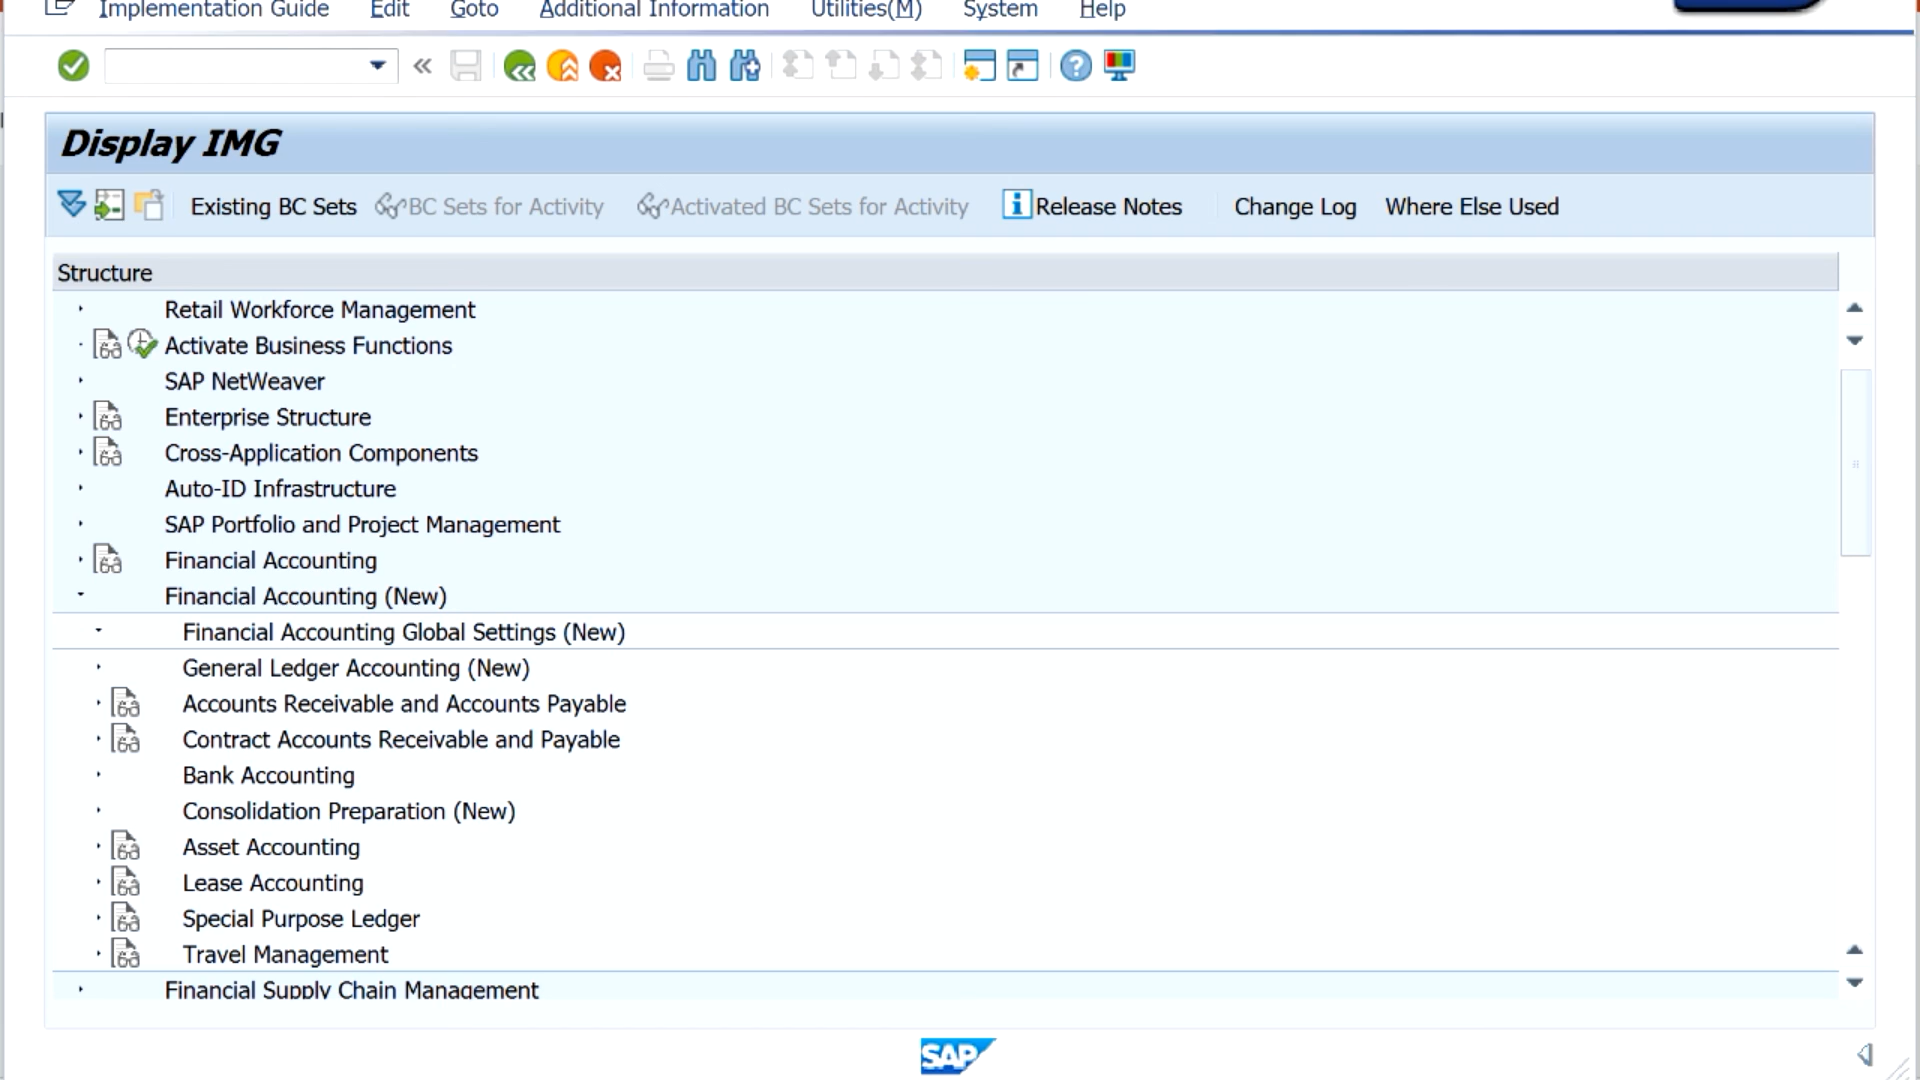 Implementation Guide Edit Goto Additional Information Utilities(M) System Help
Display IMG
Existing BC Sets BC Sets for Activity Activated BC Sets for Activity Release Notes Change Log Where Else Used
Structure
Retail Workforce Management
Activate Business Functions
SAP NetWeaver
Enterprise Structure
Cross-Application Components
Auto-ID Infrastructure
SAP Portfolio and Project Management
Financial Accounting
Financial Accounting (New)
Financial Accounting Global Settings (New)
General Ledger Accounting (New)
Accounts Receivable and Accounts Payable
Contract Accounts Receivable and Payable
Bank Accounting
Consolidation Preparation (New)
Asset Accounting
Lease Accounting
Special Purpose Ledger
Travel Management
Financial Supply Chain Management
SAP